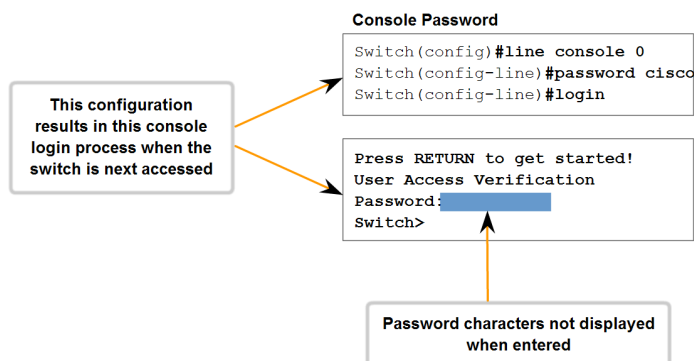 Console Password
Switch(config)#line console 0
Switch(config-line)#password cisco
Switch(config-line)#login
This configuration
results in this console
login process when the
switch is next accessed
Press RETURN to get started!
User Access Verification
Password:
Switch>
Password characters not displayed
when entered